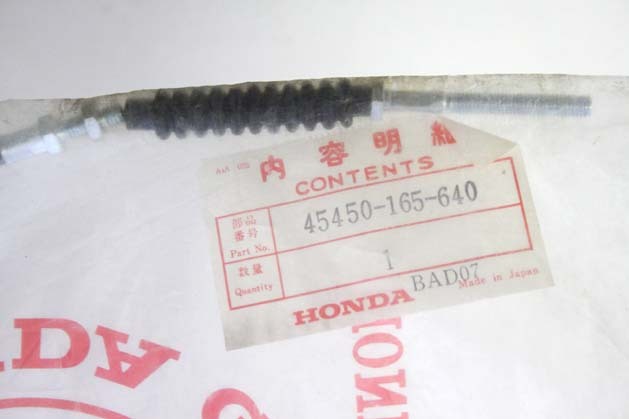 内容明細
CONTENTS
部品番号
Part No.
45450-165-640
数量
Quantity
1
BAD07
HONDA
Made in Japan